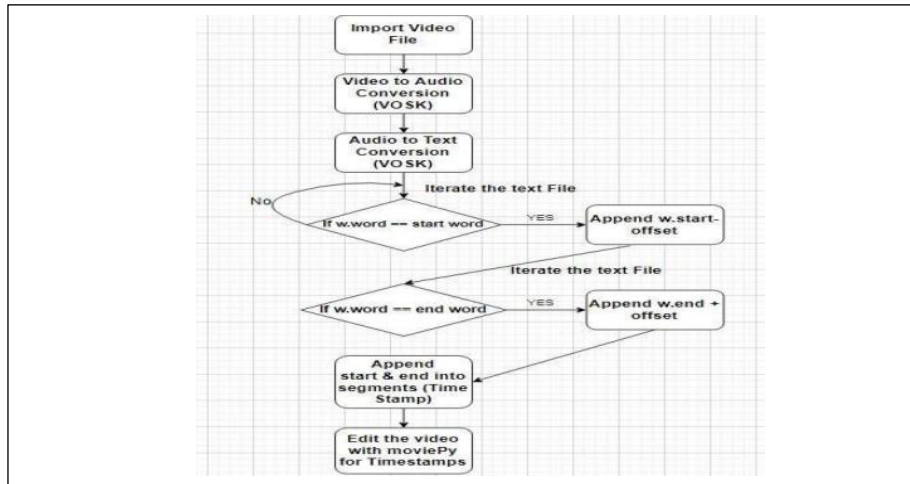 Import Video
File
Video to Audio
Conversion
(VOSK)
Audio to Text
Conversion
(VOSK)
Iterate the text File
No
If w.word == start word
YES
Append w.start-
offset
Iterate the text File
If w.word == end word
YES
Append w.end +
offset
Append
start & end into
segments (Time
Stamp)
Edit the video
with moviePy
for Timestamps